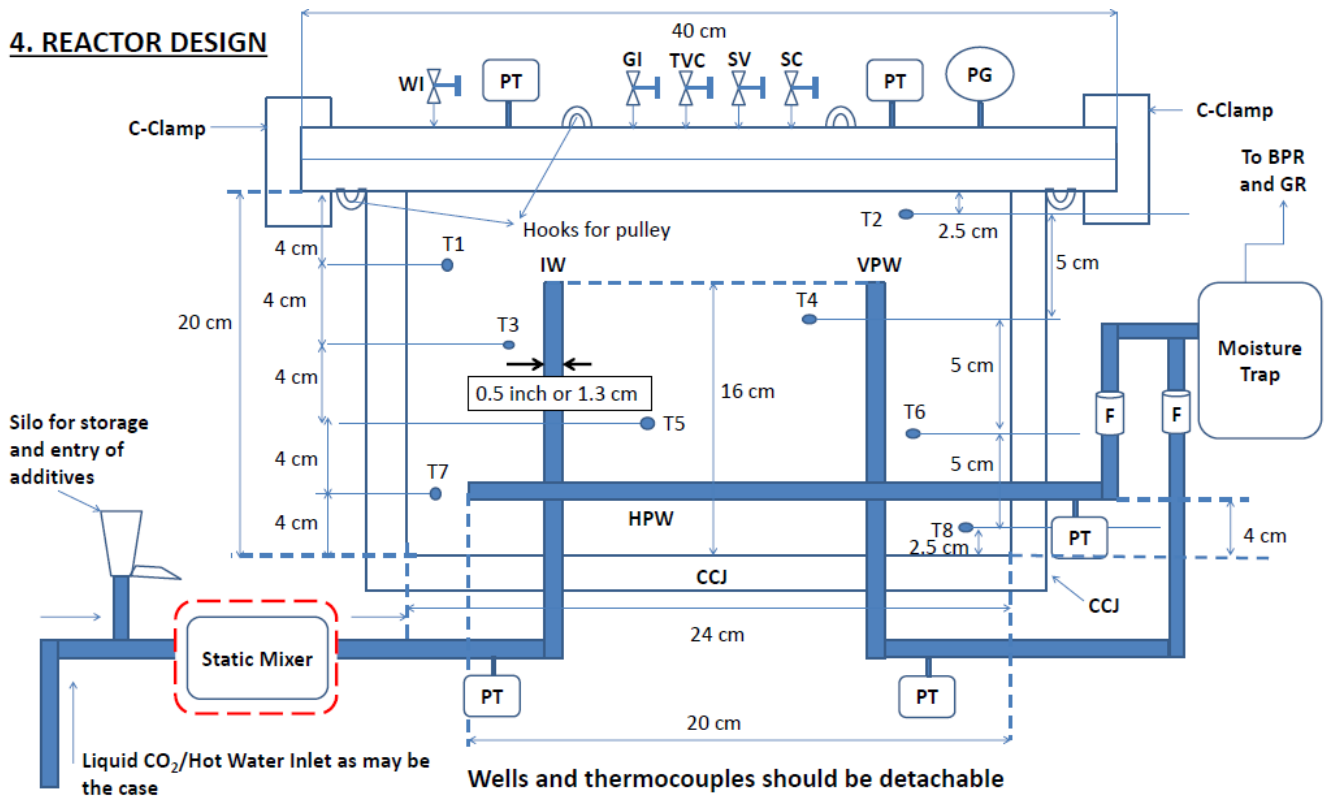 4. REACTOR DESIGN
40 cm
WI
PT
GI
TVC
SV
SC
PT
PG
C-Clamp
C-Clamp
To BPR
and GR
Hooks for pulley
T2
2.5 cm
4 cm
T1
IW
VPW
5 cm
4 cm
T4
20 cm
T3
Moisture
Trap
0.5 inch or 1.3 cm
16 cm
5 cm
4 cm
F
F
T5
T6
Silo for storage
and entry of
additives
4 cm
5 cm
T7
4 cm
HPW
T8
2.5 cm
PT
4 cm
CCJ
CCJ
24 cm
Static Mixer
PT
PT
20 cm
Liquid CO₂/Hot Water Inlet as may be
the case
Wells and thermocouples should be detachable